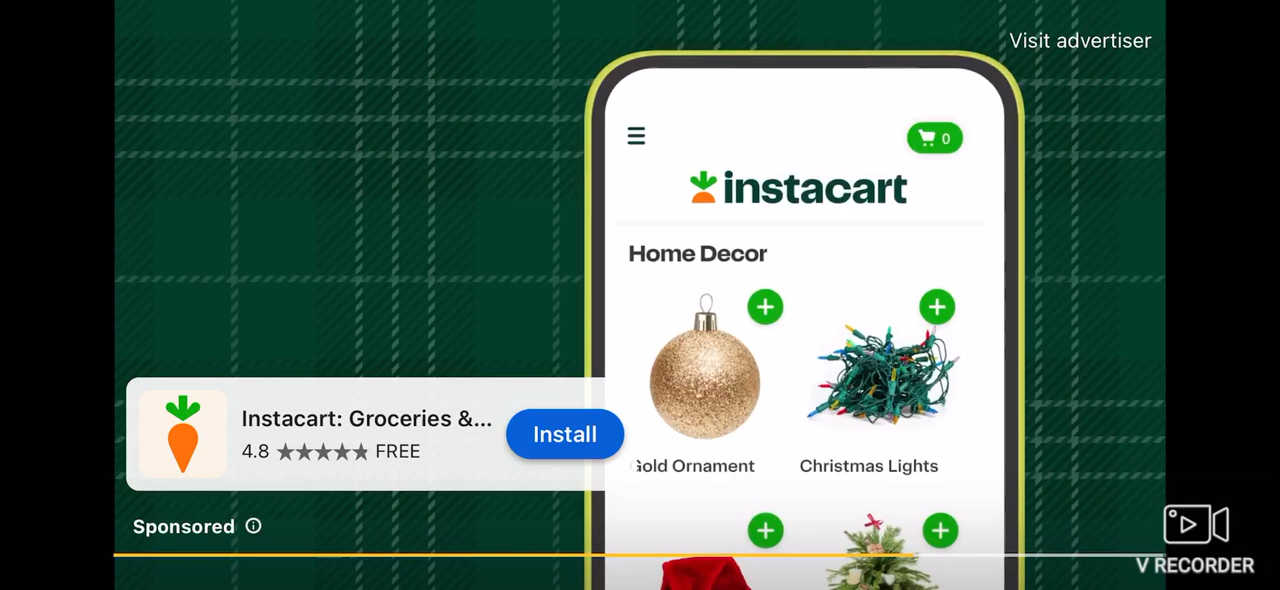 Visit advertiser
0
instacart
Home Decor
Gold Ornament
Christmas Lights
Instacart: Groceries &...
4.8
FREE
Install
Sponsored
V RECORDER